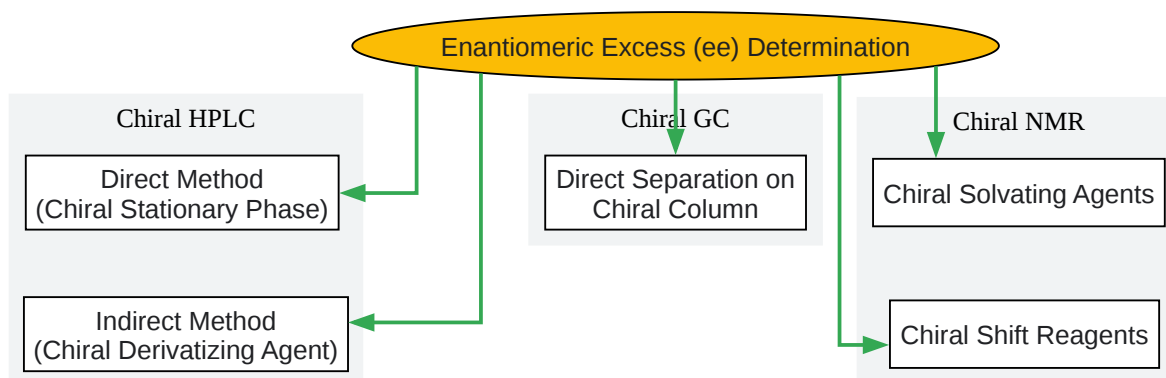 Enantiomeric Excess (ee) Determination
Chiral HPLC
Direct Method
(Chiral Stationary Phase)
Indirect Method
(Chiral Derivatizing Agent)
Chiral GC
Direct Separation on
Chiral Column
Chiral NMR
Chiral Solvating Agents
Chiral Shift Reagents